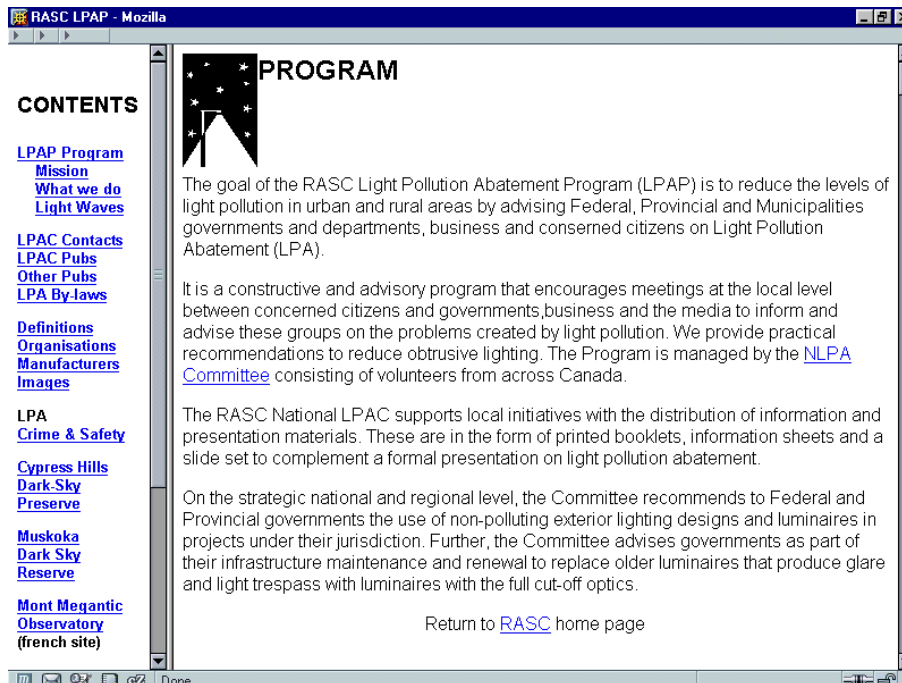 RASC LPAP - Mozilla
CONTENTS
LPAP Program
Mission
What we do
Light Waves
LPAC Contacts
LPAC Pubs
Other Pubs
LPA By-laws
Definitions
Organisations
Manufacturers
Images
LPA
Crime & Safety
Cypress Hills
Dark-Sky
Preserve
Muskoka
Dark Sky
Reserve
Mont Megantic
Observatory
(french site)
PROGRAM
The goal of the RASC Light Pollution Abatement Program (LPAP) is to reduce the levels of
light pollution in urban and rural areas by advising Federal, Provincial and Municipalities
governments and departments, business and conserned citizens on Light Pollution
Abatement (LPA).
It is a constructive and advisory program that encourages meetings at the local level
between concerned citizens and governments,business and the media to inform and
advise these groups on the problems created by light pollution. We provide practical
recommendations to reduce obtrusive lighting. The Program is managed by the NLPA
Committee consisting of volunteers from across Canada.
The RASC National LPAC supports local initiatives with the distribution of information and
presentation materials. These are in the form of printed booklets, information sheets and a
slide set to complement a formal presentation on light pollution abatement.
On the strategic national and regional level, the Committee recommends to Federal and
Provincial governments the use of non-polluting exterior lighting designs and luminaires in
projects under their jurisdiction. Further, the Committee advises governments as part of
their infrastructure maintenance and renewal to replace older luminaires that produce glare
and light trespass with luminaires with the full cut-off optics.
Return to RASC home page
Done